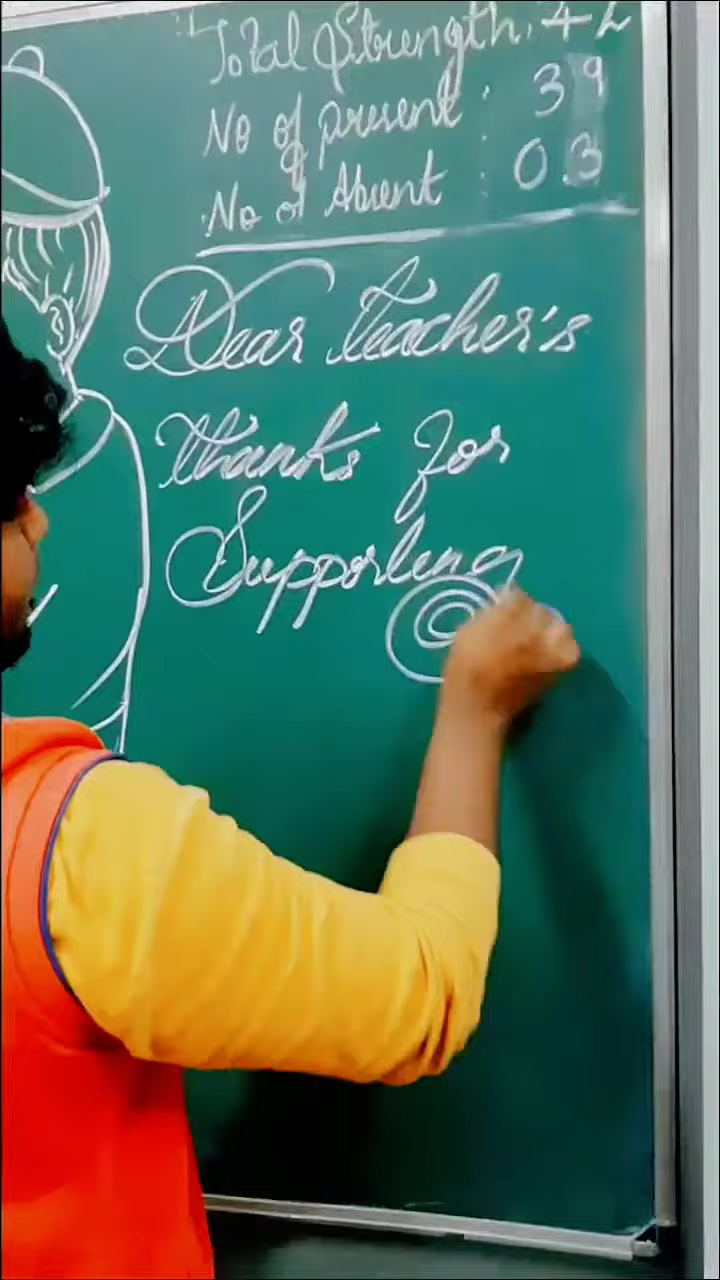 Total Strength : 42
No of present : 39
No of Absent : 03
Dear Teacher's
Thanks for
Supporting